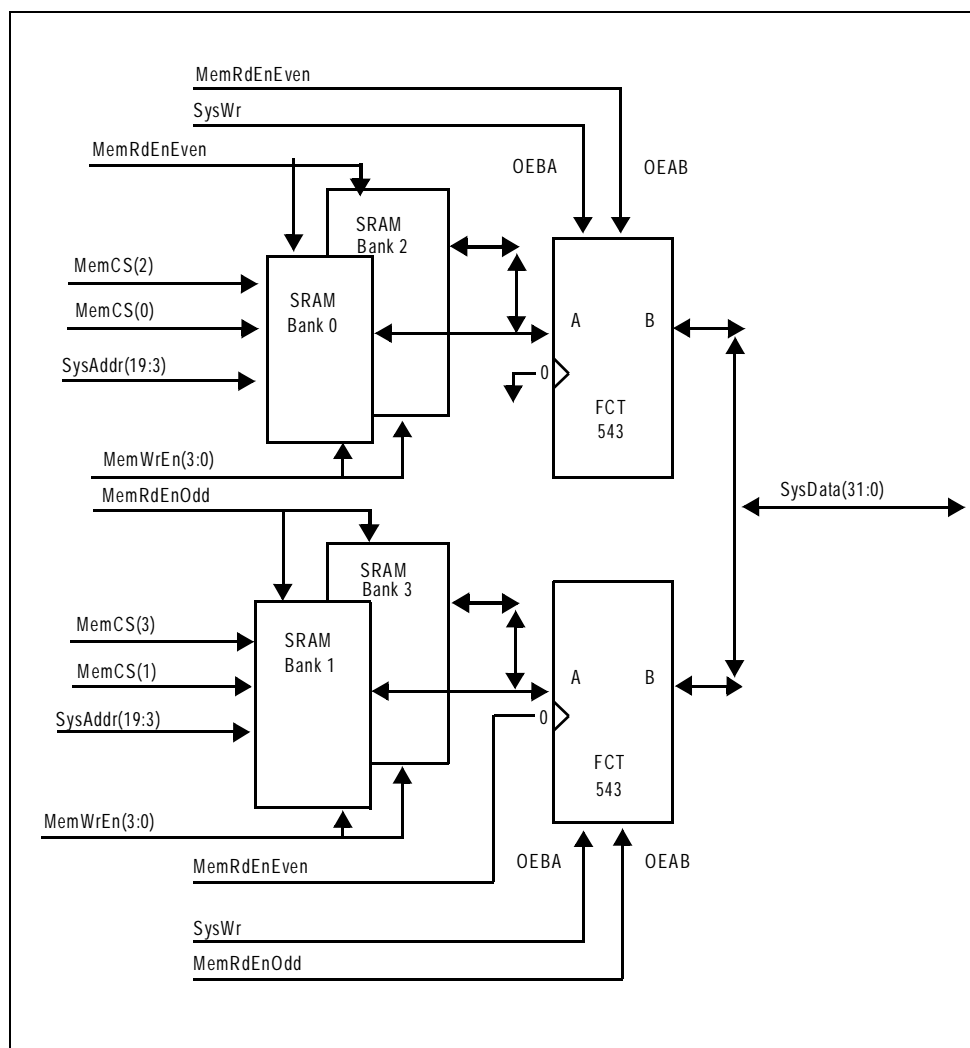 MemRdEnEven
SysWr
MemRdEnEven
OEBA
OEAB
SRAM
Bank 2
MemCS(2)
SRAM
Bank 0
MemCS(0)
A
B
SysAddr(19:3)
0
FCT
543
MemWrEn(3:0)
MemRdEnOdd
SysData(31:0)
SRAM
Bank 3
MemCS(3)
SRAM
Bank 1
MemCS(1)
A
B
SysAddr(19:3)
0
FCT
543
MemWrEn(3:0)
MemRdEnEven
OEBA
OEAB
SysWr
MemRdEnOdd